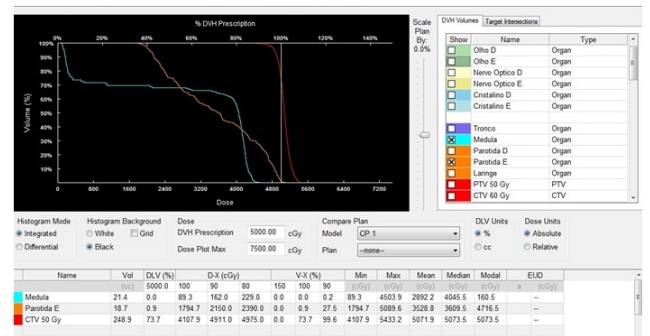 % DVH Prescription
0% 20% 40% 60% 80% 100% 120% 140%
100%
90%
80%
70%
60%
50%
40%
30%
20%
10%
Volume (%)
0 800 1600 2400 3200 4000 4800 5600 6400 7200
Dose
Scale Plan By:
0.0%
DVH Volumes Target Intersections
Show Name Type
Olho D Organ
Olho E Organ
Nervo Optico D Organ
Nervo Optico E Organ
Cristalino D Organ
Cristalino E Organ
Tronco Organ
Medula Organ
Parotida D Organ
Parotida E Organ
Laringe Organ
PTV 50 Gy PTV
CTV 60 Gy CTV
Histogram Mode Histogram Background Dose Compare Plan DLV Units Dose Units
Integrated White Grid DVH Prescription 5000.00 cGy Model CP 1 % Absolute
Differential Black Dose Plot Max 7500.00 cGy Plan --none-- cc Relative
Name Vol DLV (%) D-X (cGy) V-X (%) Min Max Mean Median Modal EUD
(cc) 5000.0 100 90 80 150 100 90 (cGy) (cGy) (cGy) (cGy) (cGy) a (cGy)
Medula 21.4 0.0 89.3 162.0 229.0 0.0 0.0 0.2 89.3 4503.9 2892.2 4045.5 160.5 --
Parotida E 18.7 0.9 1794.7 2150.0 2390.0 0.0 0.9 27.5 1794.7 5089.6 3528.8 3609.5 4716.5 --
CTV 50 Gy 248.9 73.7 4107.9 4911.0 4975.0 0.0 73.7 99.6 4107.9 5433.2 5071.9 5073.5 5073.5 --